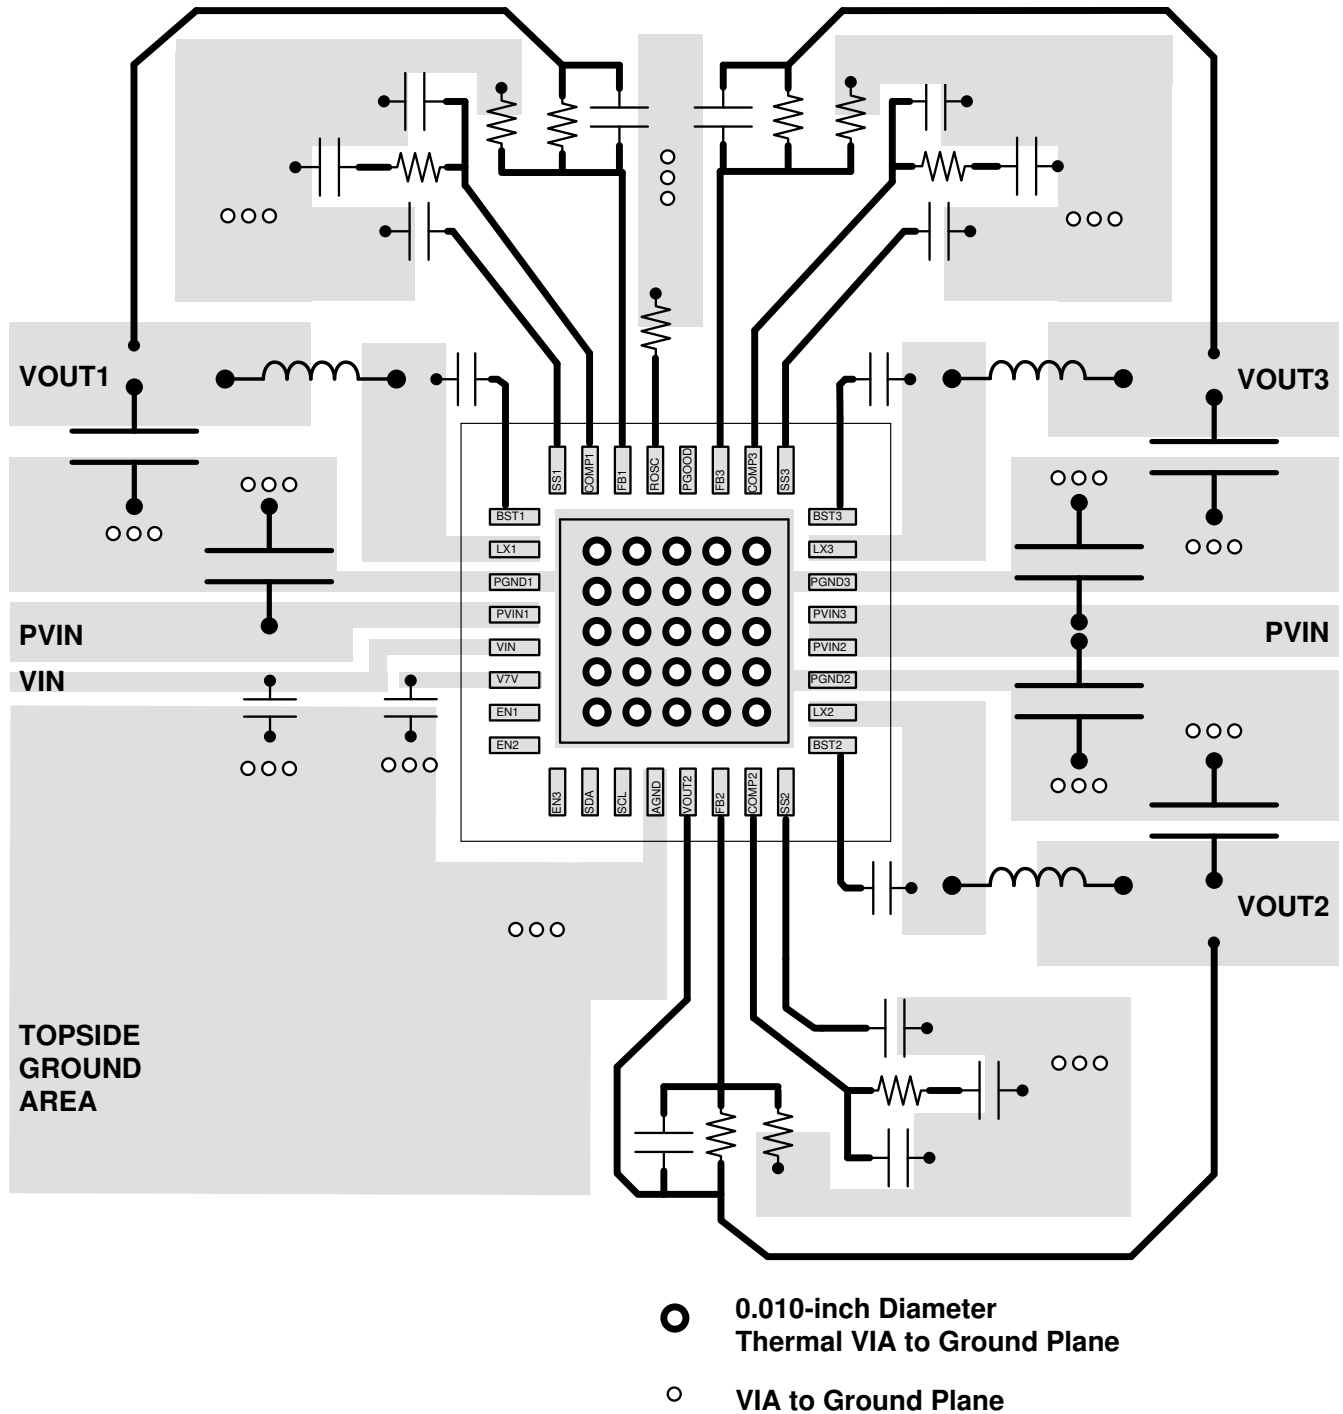 VOUT1
VOUT3
SS1
COMP1
FB1
ROSC
PGOOD
FB3
COMP3
SS3
BST1
BST3
LX1
LX3
PGND1
PGND3
PVIN1
PVIN3
PVIN
PVIN
VIN
PVIN2
VIN
V7V
PGND2
EN1
LX2
EN2
BST2
EN3
SDA
SCL
AGND
VOUT2
FB2
COMP2
SS2
VOUT2
TOPSIDE
GROUND
AREA
0.010-inch Diameter
Thermal VIA to Ground Plane
VIA to Ground Plane